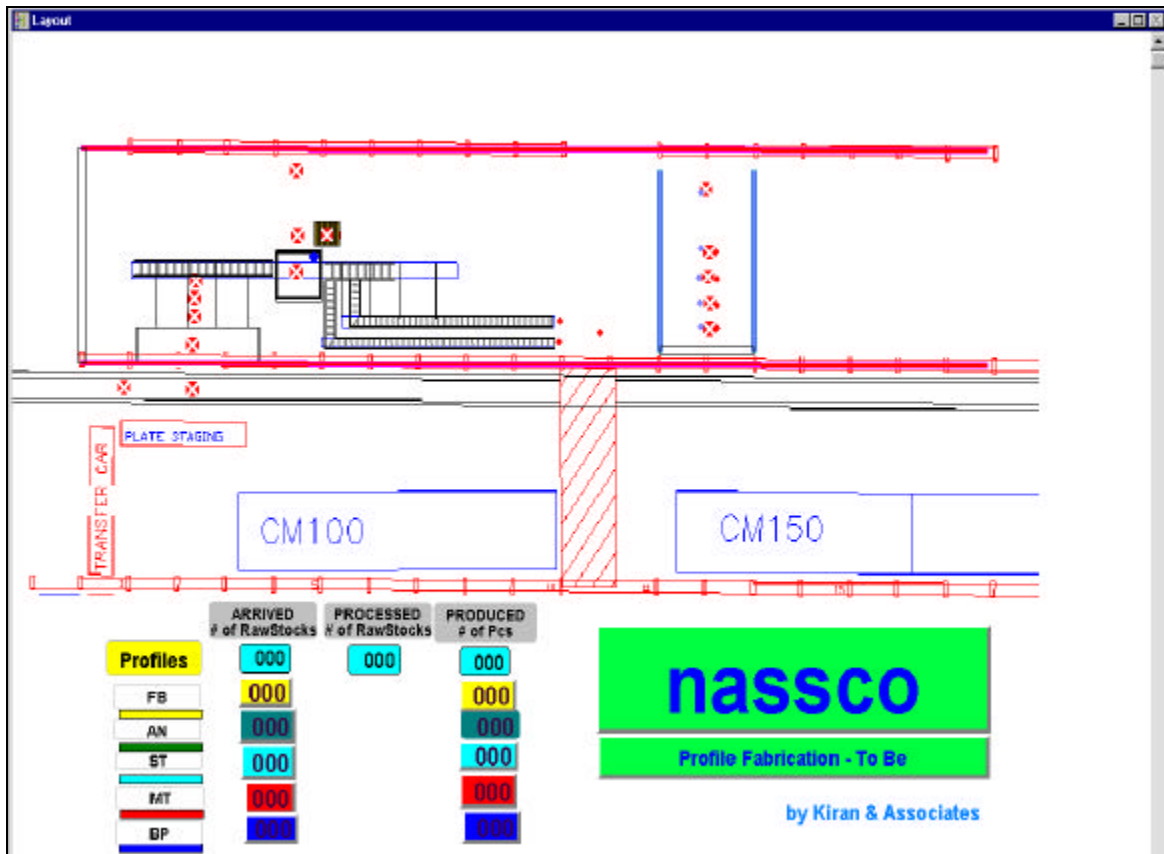 Layout
PLATE STAGING
TRANSFER CAR
CM100
CM150
ARRIVED
# of RawStocks
PROCESSED
# of RawStocks
PRODUCED
# of Pcs
Profiles
000
000
000
FB
000
000
AN
000
000
ST
000
000
MT
000
000
BP
000
000
nassco
Profile Fabrication - To Be
by Kiran & Associates